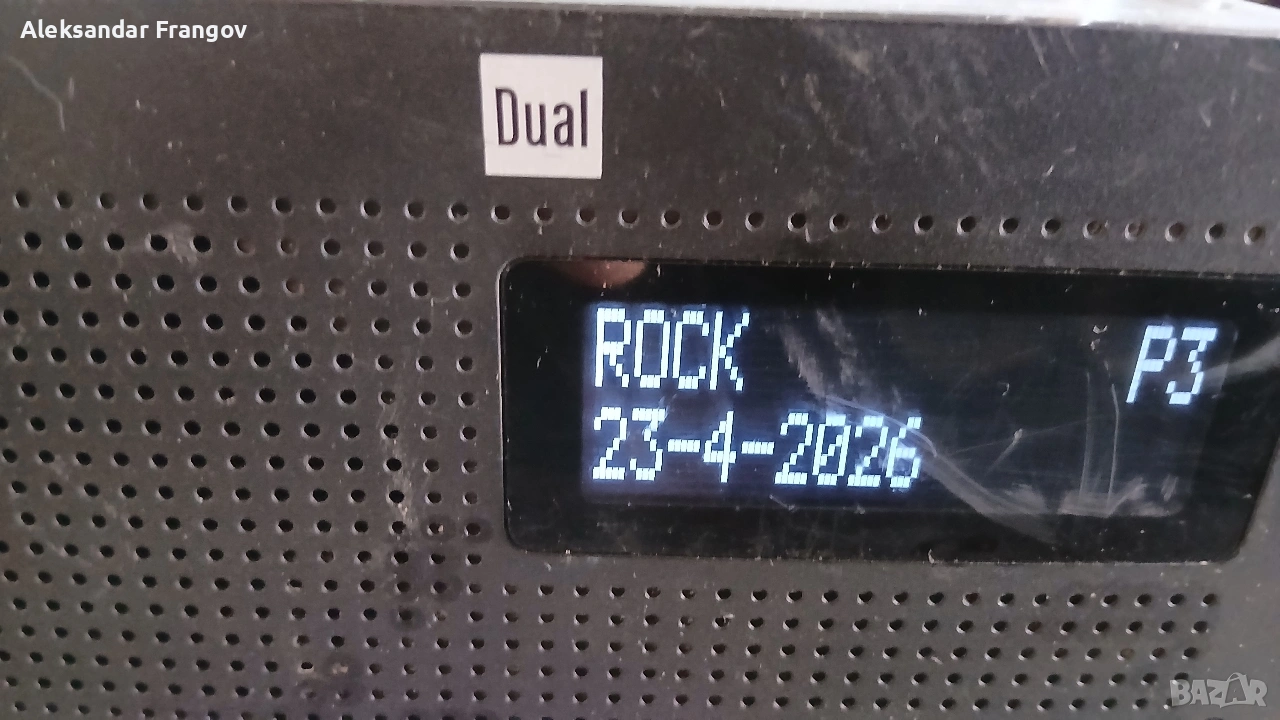 Aleksandar Frangov
Dual
ROCK P3
23-4-2026
BAZAR